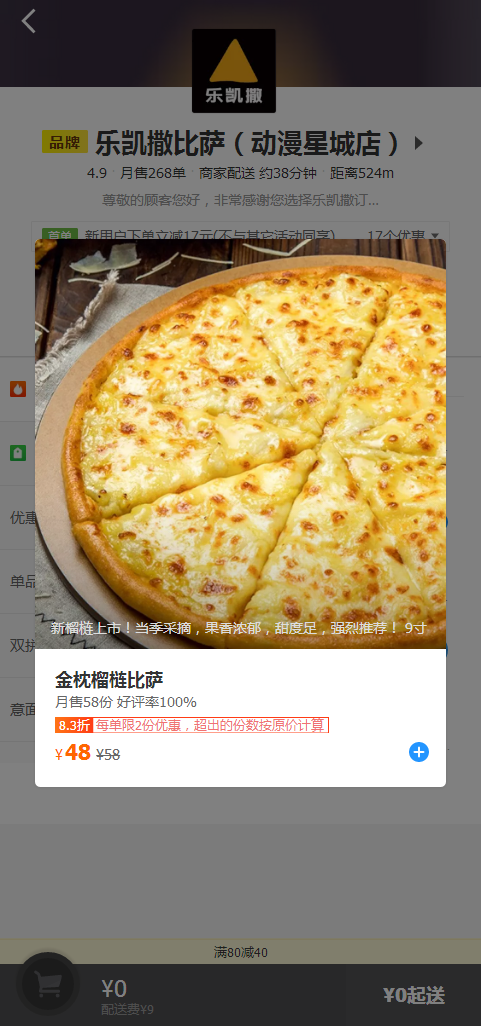 乐凯撒
品牌 乐凯撒比萨（动漫星城店）
4.9 月售268单 商家配送 约38分钟 距离524m
尊敬的顾客您好，非常感谢您选择乐凯撒订...
首单 新用户下单立减17元(不与其它活动同享) 17个优惠
优惠
单品
双拼
意面
新榴梿上市！当季采摘，果香浓郁，甜度足，强烈推荐！ 9寸
金枕榴梿比萨
月售58份 好评率100%
8.3折 每单限2份优惠，超出的份数按原价计算
¥48 ¥58
满80减40
¥0
配送费¥9
¥0起送